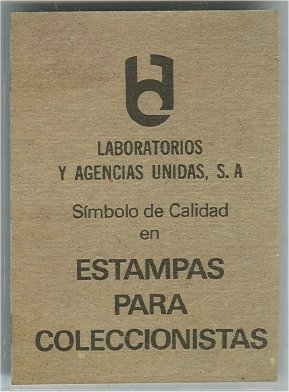 LABORATORIOS
Y AGENCIAS UNIDAS, S. A
Símbolo de Calidad
en
ESTAMPAS
PARA
COLECCIONISTAS